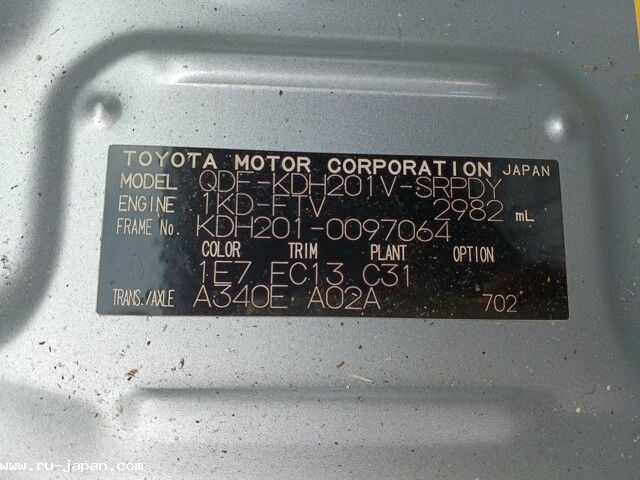 TOYOTA MOTOR CORPORATION JAPAN
MODEL QDF-KDH201V-SRPDY
ENGINE 1KD-FTV 2982 mL
FRAME No. KDH201-0097064
COLOR TRIM PLANT OPTION
1E7 FC13 C31
TRANS./AXLE A340E A02A 702
www.ru-japan.com